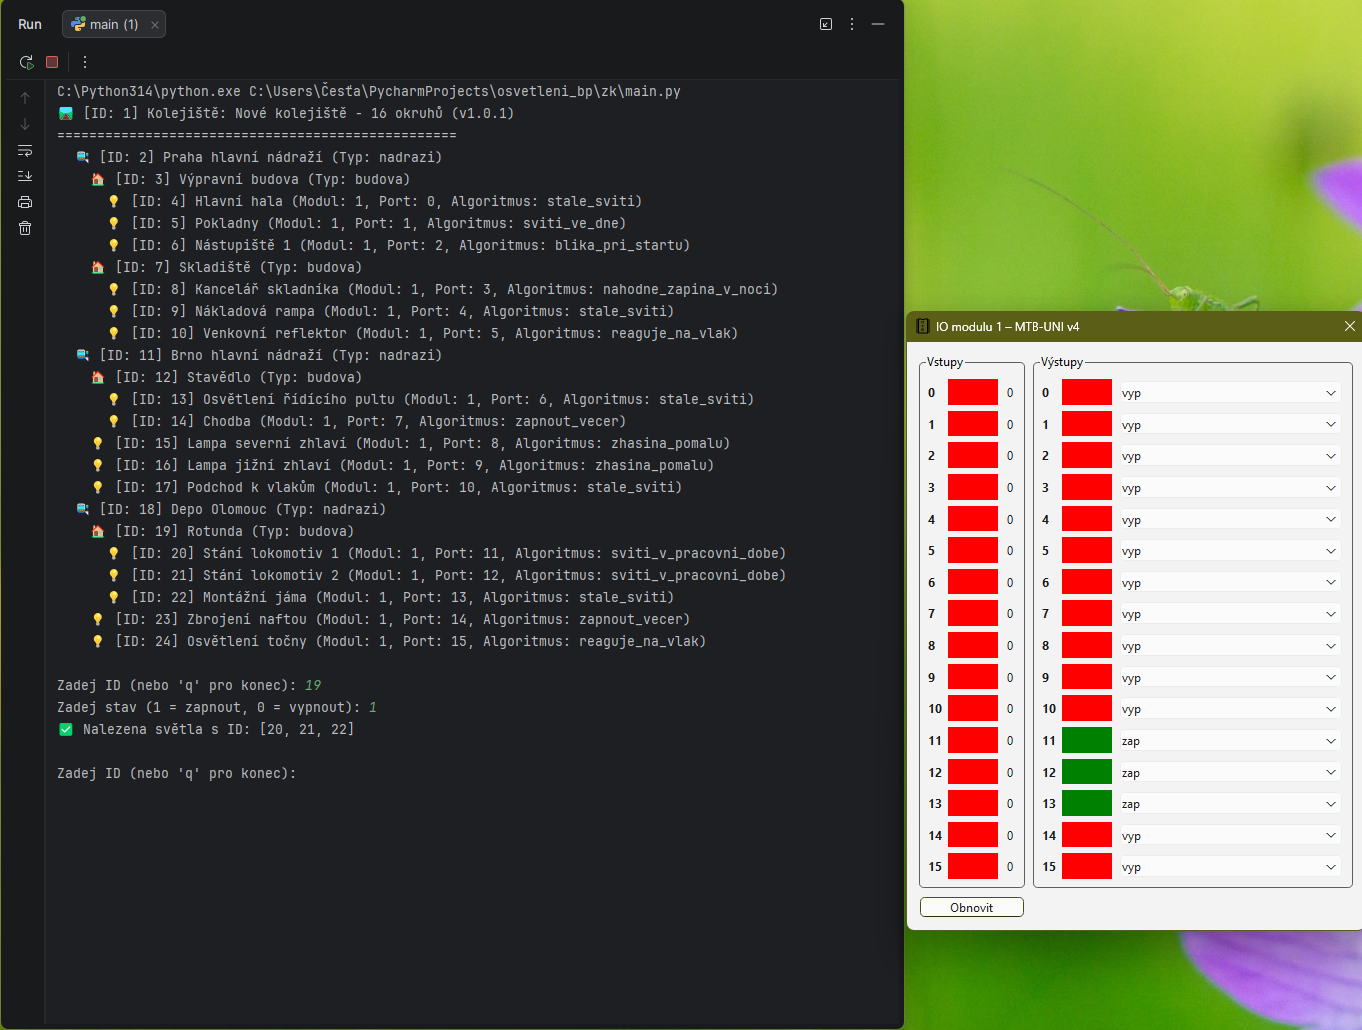 Run
main (1)
C:\Python314\python.exe C:\Users\Česťa\PycharmProjects\osvetleni_bp\zk\main.py
[ID: 1] Kolejiště: Nové kolejiště - 16 okruhů (v1.0.1)
==================================================
[ID: 2] Praha hlavní nádraží (Typ: nadrazi)
[ID: 3] Výpravní budova (Typ: budova)
[ID: 4] Hlavní hala (Modul: 1, Port: 0, Algoritmus: stale_sviti)
[ID: 5] Pokladny (Modul: 1, Port: 1, Algoritmus: sviti_ve_dne)
[ID: 6] Nástupiště 1 (Modul: 1, Port: 2, Algoritmus: blika_pri_startu)
[ID: 7] Skladiště (Typ: budova)
[ID: 8] Kancelář skladníka (Modul: 1, Port: 3, Algoritmus: nahodne_zapina_v_noci)
[ID: 9] Nákladová rampa (Modul: 1, Port: 4, Algoritmus: stale_sviti)
[ID: 10] Venkovní reflektor (Modul: 1, Port: 5, Algoritmus: reaguje_na_vlak)
[ID: 11] Brno hlavní nádraží (Typ: nadrazi)
[ID: 12] Stavědlo (Typ: budova)
[ID: 13] Osvětlení řídícího pultu (Modul: 1, Port: 6, Algoritmus: stale_sviti)
[ID: 14] Chodba (Modul: 1, Port: 7, Algoritmus: zapnout_vecer)
[ID: 15] Lampa severní zhlaví (Modul: 1, Port: 8, Algoritmus: zhasina_pomalu)
[ID: 16] Lampa jižní zhlaví (Modul: 1, Port: 9, Algoritmus: zhasina_pomalu)
[ID: 17] Podchod k vlakům (Modul: 1, Port: 10, Algoritmus: stale_sviti)
[ID: 18] Depo Olomouc (Typ: nadrazi)
[ID: 19] Rotunda (Typ: budova)
[ID: 20] Stání lokomotiv 1 (Modul: 1, Port: 11, Algoritmus: sviti_v_pracovni_dobe)
[ID: 21] Stání lokomotiv 2 (Modul: 1, Port: 12, Algoritmus: sviti_v_pracovni_dobe)
[ID: 22] Montážní jáma (Modul: 1, Port: 13, Algoritmus: stale_sviti)
[ID: 23] Zbrojení naftou (Modul: 1, Port: 14, Algoritmus: zapnout_vecer)
[ID: 24] Osvětlení točny (Modul: 1, Port: 15, Algoritmus: reaguje_na_vlak)
Zadej ID (nebo 'q' pro konec): 19
Zadej stav (1 = zapnout, 0 = vypnout): 1
Nalezena světla s ID: [20, 21, 22]
Zadej ID (nebo 'q' pro konec):
IO modulu 1 – MTB-UNI v4
Vstupy Výstupy
0 0 0 vyp
1 0 1 vyp
2 0 2 vyp
3 0 3 vyp
4 0 4 vyp
5 0 5 vyp
6 0 6 vyp
7 0 7 vyp
8 0 8 vyp
9 0 9 vyp
10 0 10 vyp
11 0 11 zap
12 0 12 zap
13 0 13 zap
14 0 14 vyp
15 0 15 vyp
Obnovit